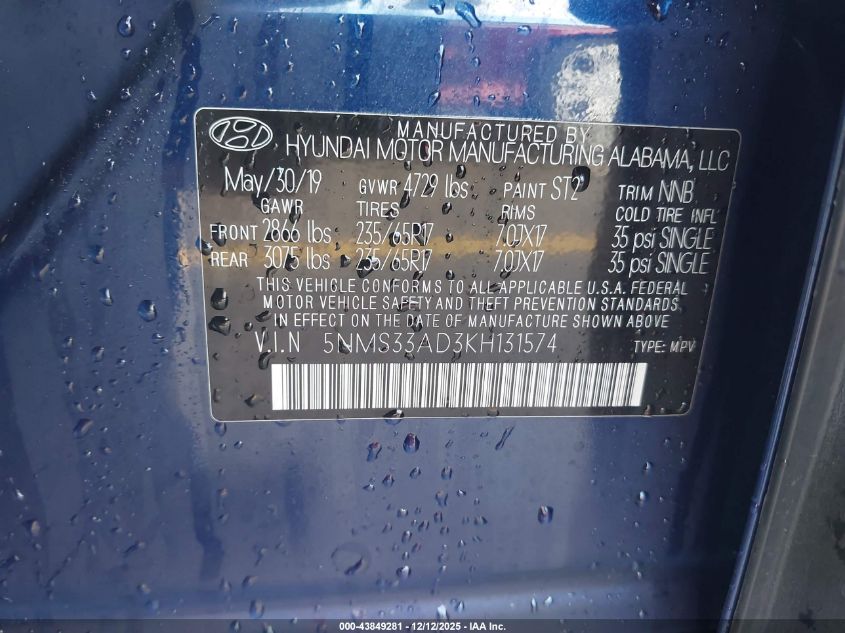 MANUFACTURED BY
HYUNDAI MOTOR MANUFACTURING ALABAMA, LLC
May/30/19 GVWR 4729 lbs PAINT ST2 TRIM NNB
GAWR TIRES RIMS COLD TIRE INFL
FRONT 2866 lbs 235/65R17 7.0JX17 35 psi SINGLE
REAR 3075 lbs 235/65R17 7.0JX17 35 psi SINGLE
THIS VEHICLE CONFORMS TO ALL APPLICABLE U.S.A. FEDERAL
MOTOR VEHICLE SAFETY AND THEFT PREVENTION STANDARDS
IN EFFECT ON THE DATE OF MANUFACTURE SHOWN ABOVE
V.I.N 5NMS33AD3KH131574 TYPE: MPV
000-43849281 - 12/12/2025 - IAA Inc.